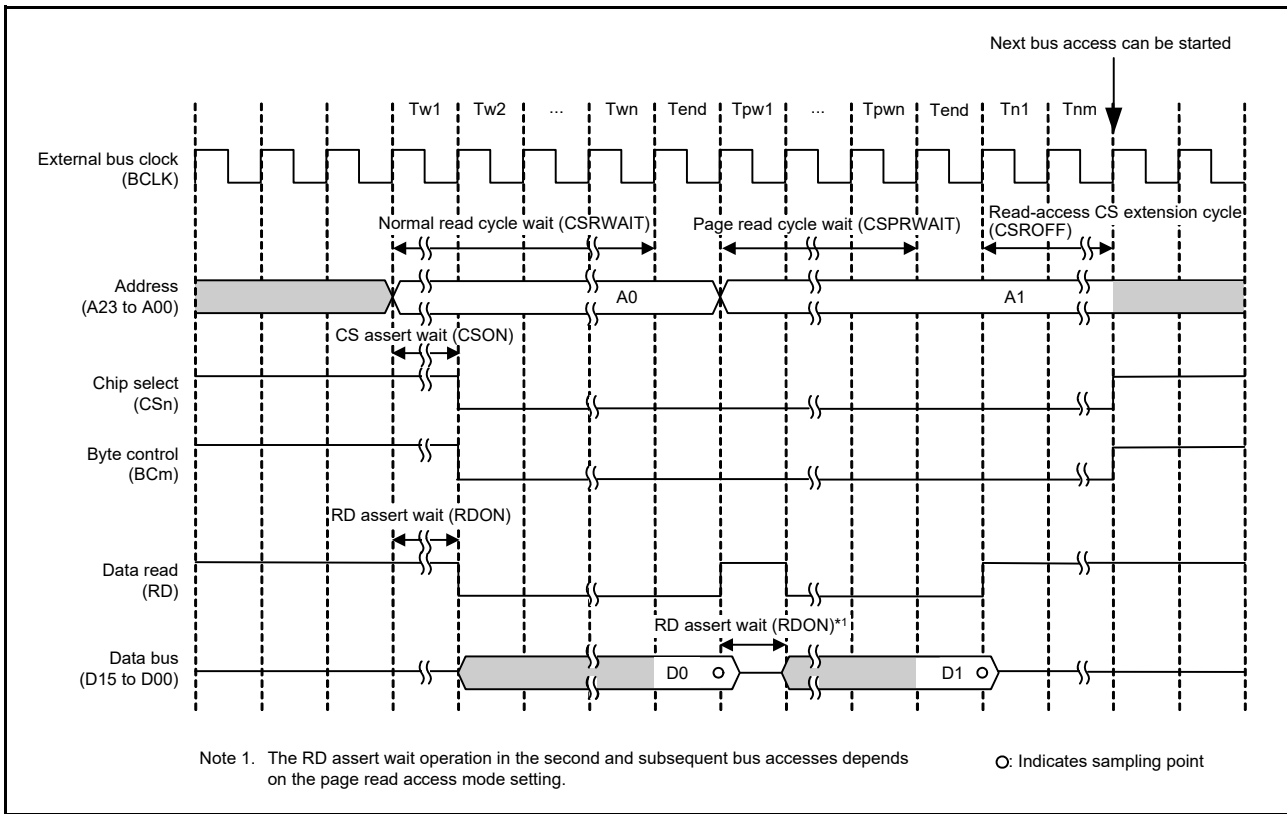 Next bus access can be started
Tw1 Tw2 ... Twn Tend Tpw1 ... Tpwn Tend Tn1 Tnm
External bus clock
(BCLK)
Normal read cycle wait (CSRWAIT)
Page read cycle wait (CSPRWAIT)
Read-access CS extension cycle
(CSROFF)
Address
(A23 to A00)
A0
A1
CS assert wait (CSON)
Chip select
(CSn)
Byte control
(BCm)
RD assert wait (RDON)
Data read
(RD)
RD assert wait (RDON)*1
Data bus
(D15 to D00)
D0
D1
Note 1. The RD assert wait operation in the second and subsequent bus accesses depends
on the page read access mode setting.
O: Indicates sampling point